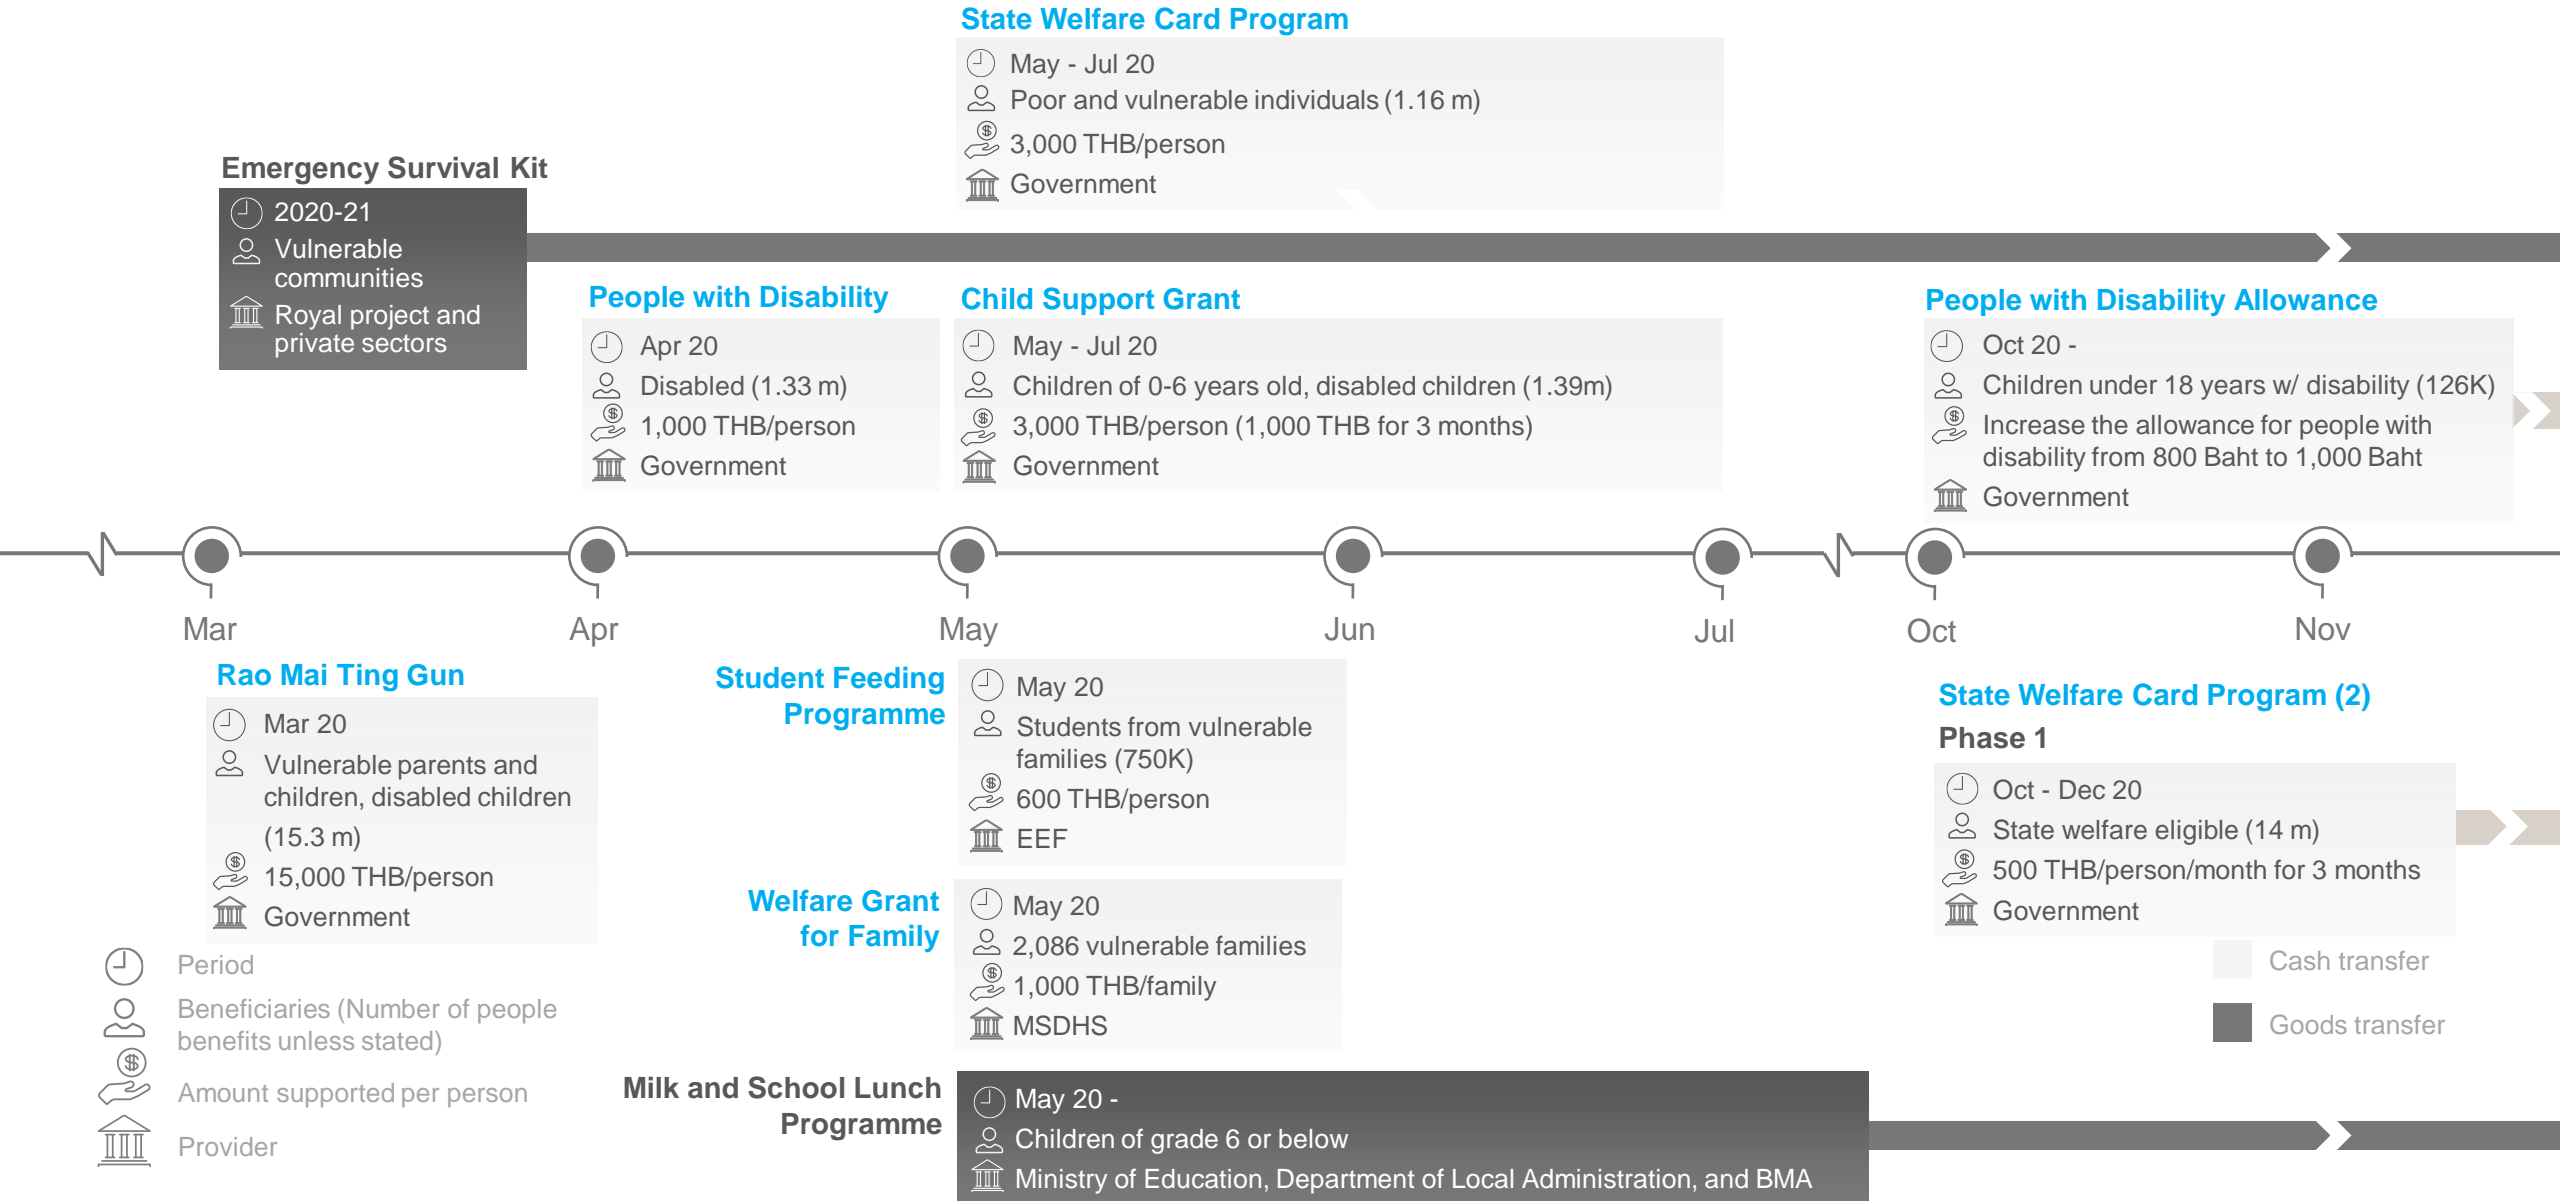 State Welfare Card Program
May - Jul 20
Poor and vulnerable individuals (1.16 m)
3,000 THB/person
Government
Emergency Survival Kit
2020-21
Vulnerable
communities
Royal project and
private sectors
People with Disability
Apr 20
Disabled (1.33 m)
1,000 THB/person
Government
Child Support Grant
May - Jul 20
Children of 0-6 years old, disabled children (1.39m)
3,000 THB/person (1,000 THB for 3 months)
Government
People with Disability Allowance
Oct 20 -
Children under 18 years w/ disability (126K)
Increase the allowance for people with
disability from 800 Baht to 1,000 Baht
Government
Mar
Apr
May
Jun
Jul
Oct
Nov
Rao Mai Ting Gun
Mar 20
Vulnerable parents and
children, disabled children
(15.3 m)
15,000 THB/person
Government
Student Feeding
Programme
May 20
Students from vulnerable
families (750K)
600 THB/person
EEF
Welfare Grant
for Family
May 20
2,086 vulnerable families
1,000 THB/family
MSDHS
Milk and School Lunch
Programme
May 20 -
Children of grade 6 or below
Ministry of Education, Department of Local Administration, and BMA
State Welfare Card Program (2)
Phase 1
Oct - Dec 20
State welfare eligible (14 m)
500 THB/person/month for 3 months
Government
Period
Beneficiaries (Number of people
benefits unless stated)
Amount supported per person
Provider
Cash transfer
Goods transfer